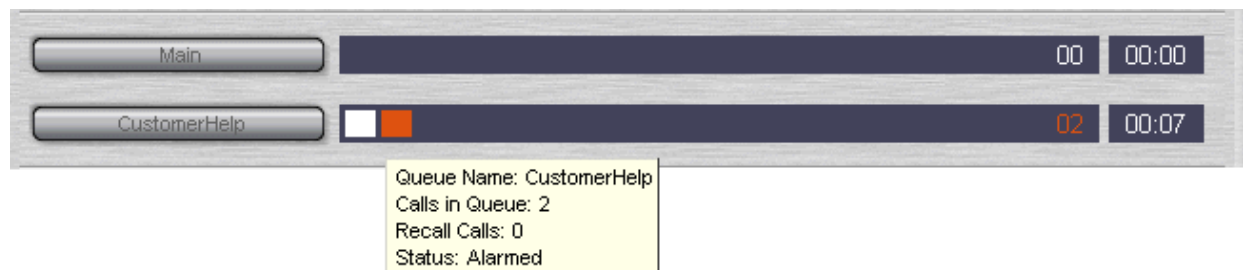 Main 00 00:00
CustomerHelp 02 00:07
Queue Name: CustomerHelp
Calls in Queue: 2
Recall Calls: 0
Status: Alarmed